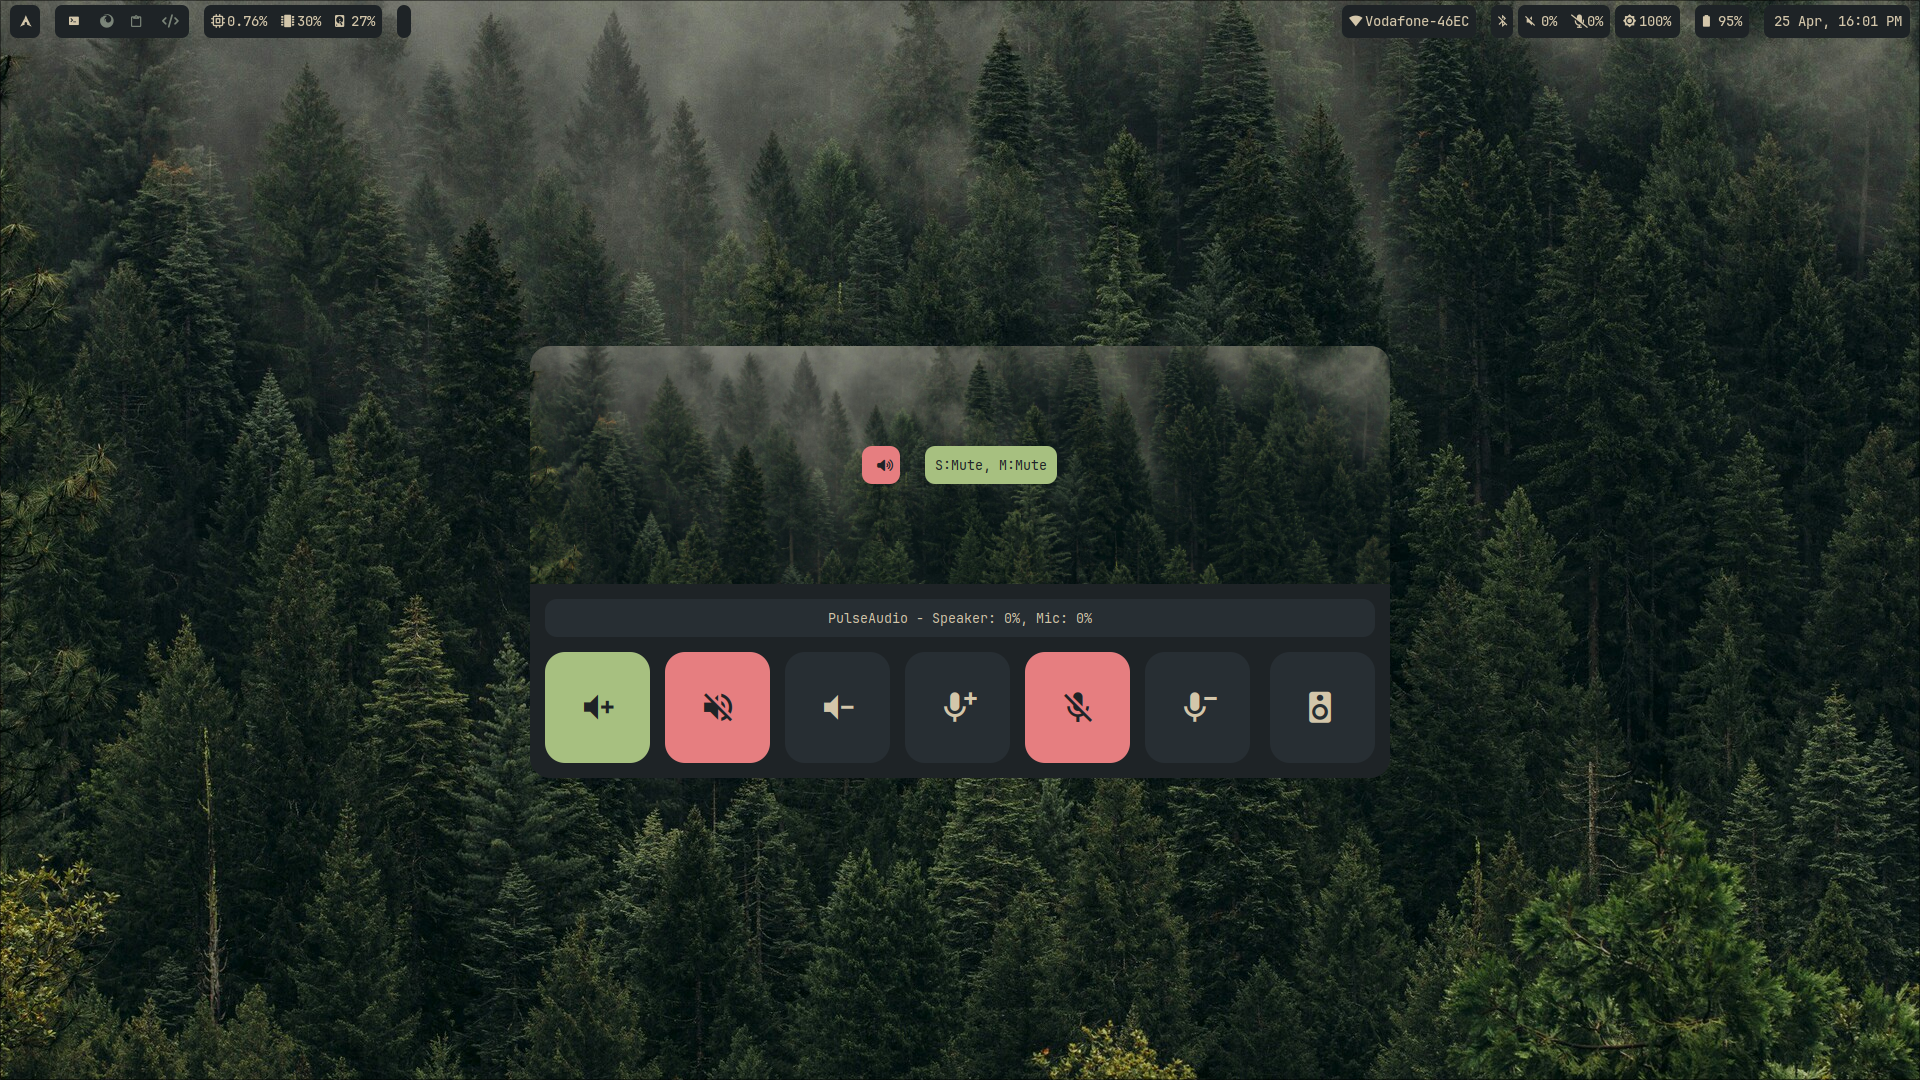 0.76% 30% 27% Vodafone-46EC 0% 0% 100% 95% 25 Apr, 16:01 PM
S:Mute, M:Mute
PulseAudio - Speaker: 0%, Mic: 0%